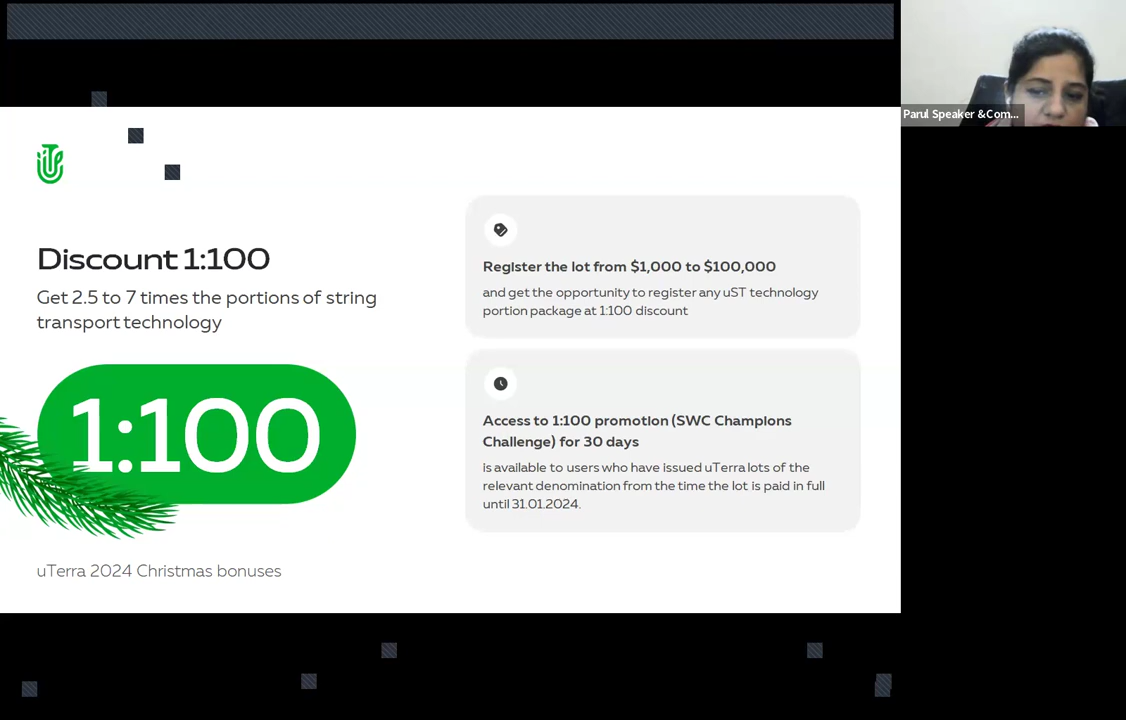 Parul Speaker &Com...
Discount 1:100
Get 2.5 to 7 times the portions of string
transport technology
1:100
uTerra 2024 Christmas bonuses
Register the lot from $1,000 to $100,000
and get the opportunity to register any uST technology
portion package at 1:100 discount
Access to 1:100 promotion (SWC Champions
Challenge) for 30 days
is available to users who have issued uTerra lots of the
relevant denomination from the time the lot is paid in full
until 31.01.2024.